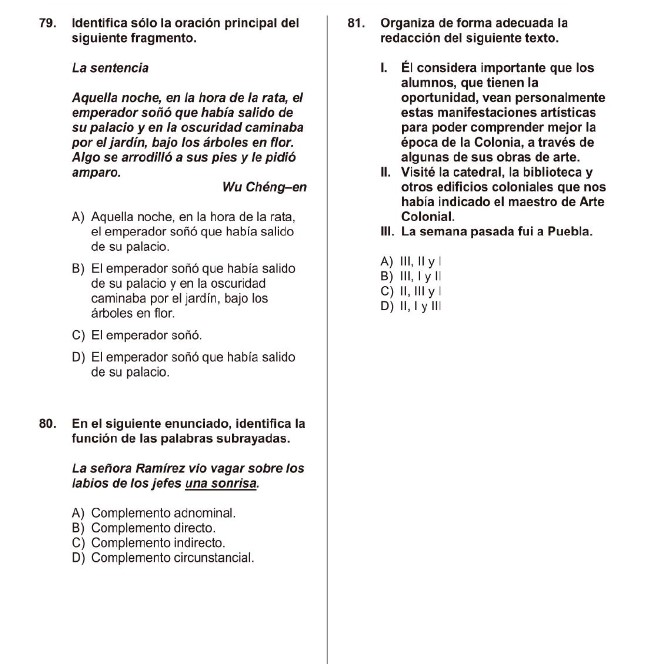 79. Identifica sólo la oración principal del
siguiente fragmento.
La sentencia
Aquella noche, en la hora de la rata, el
emperador soñó que había salido de
su palacio y en la oscuridad caminaba
por el jardín, bajo los árboles en flor.
Algo se arrodilló a sus pies y le pidió
amparo.
Wu Chéng-en
A) Aquella noche, en la hora de la rata,
el emperador soñó que había salido
de su palacio.
B) El emperador soñó que había salido
de su palacio y en la oscuridad
caminaba por el jardín, bajo los
árboles en flor.
C) El emperador soñó.
D) El emperador soñó que había salido
de su palacio.
80. En el siguiente enunciado, identifica la
función de las palabras subrayadas.
La señora Ramírez vio vagar sobre los
labios de los jefes una sonrisa.
A) Complemento adnominal.
B) Complemento directo.
C) Complemento indirecto.
D) Complemento circunstancial.
81. Organiza de forma adecuada la
redacción del siguiente texto.
I. Él considera importante que los
alumnos, que tienen la
oportunidad, vean personalmente
estas manifestaciones artísticas
para poder comprender mejor la
época de la Colonia, a través de
algunas de sus obras de arte.
II. Visité la catedral, la biblioteca y
otros edificios coloniales que nos
había indicado el maestro de Arte
Colonial.
III. La semana pasada fui a Puebla.
A) III, II y I
B) III, I y II
C) II, III y I
D) II, I y III